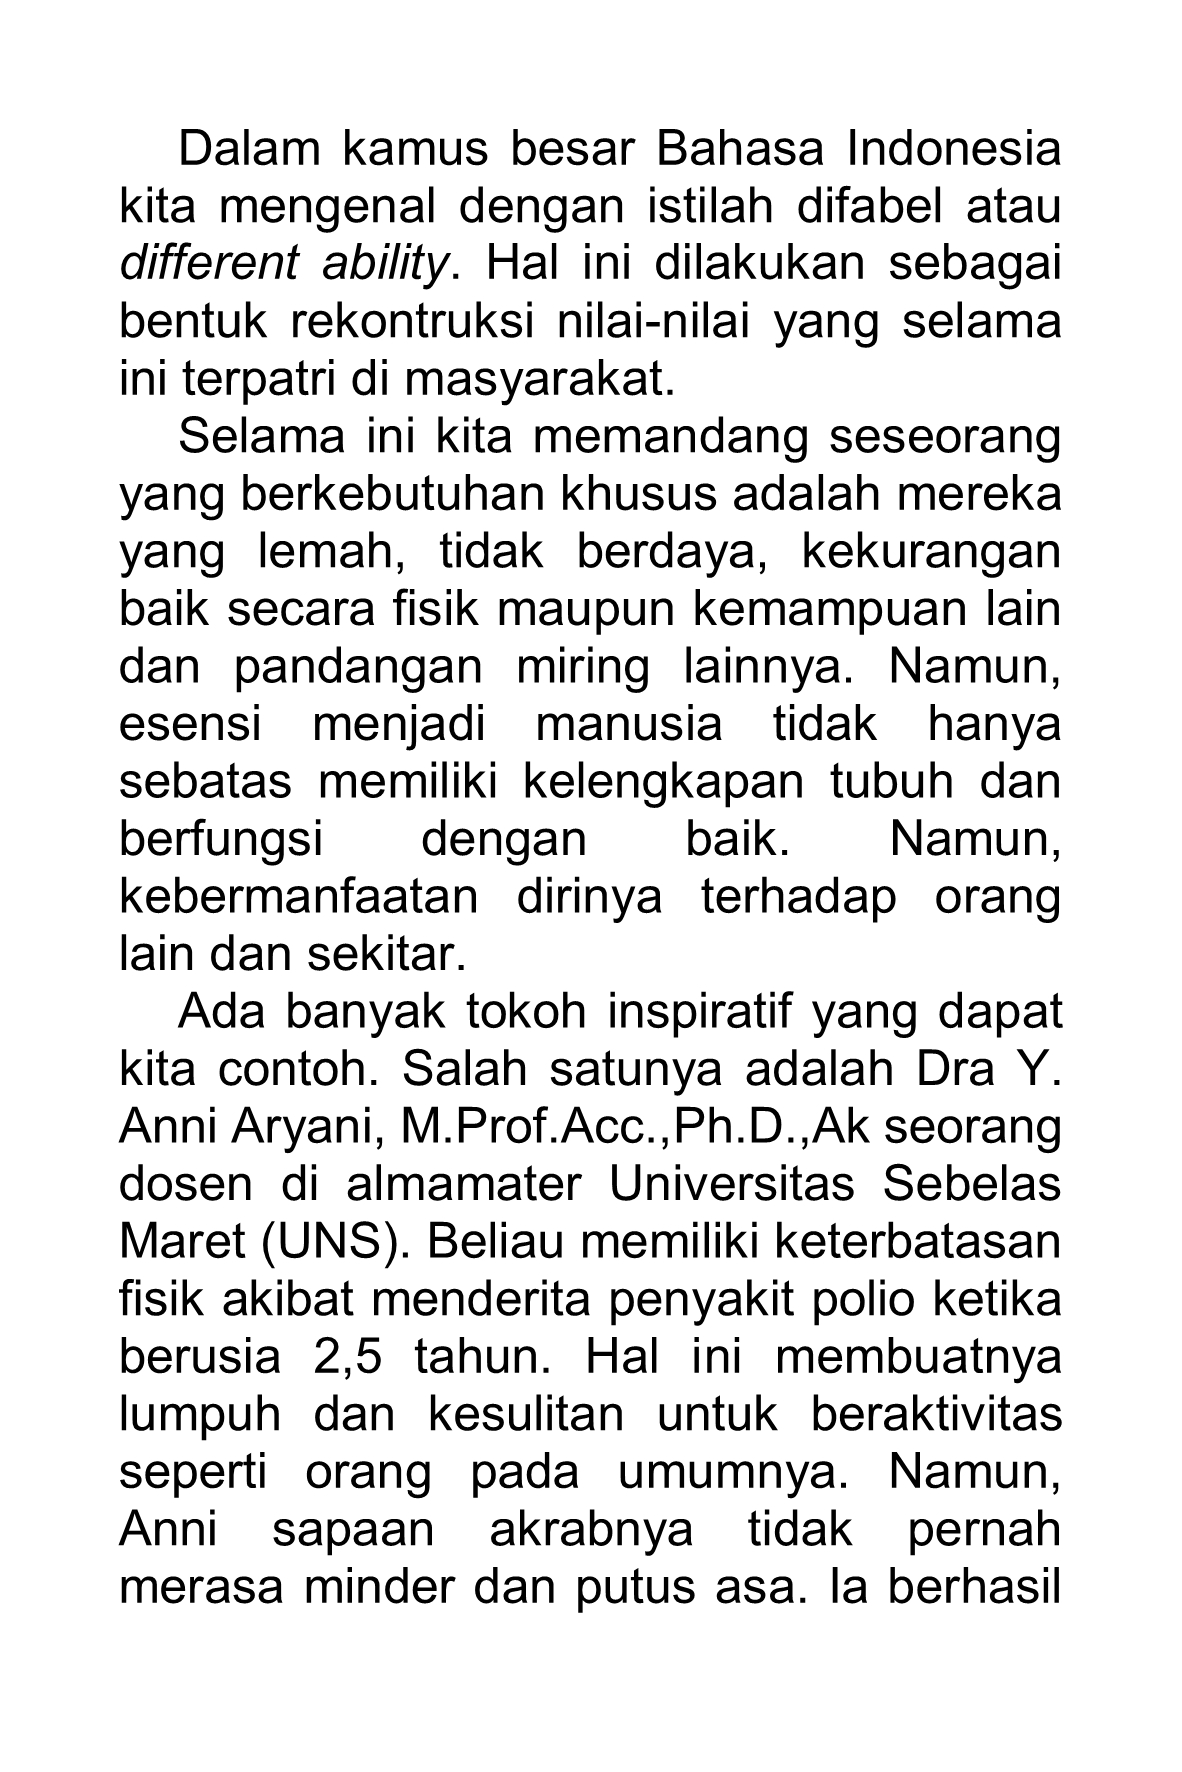 Dalam kamus besar Bahasa Indonesia
kita mengenal dengan istilah difabel atau
different ability. Hal ini dilakukan sebagai
bentuk rekontruksi nilai-nilai yang selama
ini terpatri di masyarakat.
Selama ini kita memandang seseorang
yang berkebutuhan khusus adalah mereka
yang lemah, tidak berdaya, kekurangan
baik secara fisik maupun kemampuan lain
dan pandangan miring lainnya. Namun,
esensi menjadi manusia tidak hanya
sebatas memiliki kelengkapan tubuh dan
berfungsi dengan baik. Namun,
kebermanfaatan dirinya terhadap orang
lain dan sekitar.
Ada banyak tokoh inspiratif yang dapat
kita contoh. Salah satunya adalah Dra Y.
Anni Aryani, M.Prof.Acc.,Ph.D.,Ak seorang
dosen di almamater Universitas Sebelas
Maret (UNS). Beliau memiliki keterbatasan
fisik akibat menderita penyakit polio ketika
berusia 2,5 tahun. Hal ini membuatnya
lumpuh dan kesulitan untuk beraktivitas
seperti orang pada umumnya. Namun,
Anni sapaan akrabnya tidak pernah
merasa minder dan putus asa. Ia berhasil